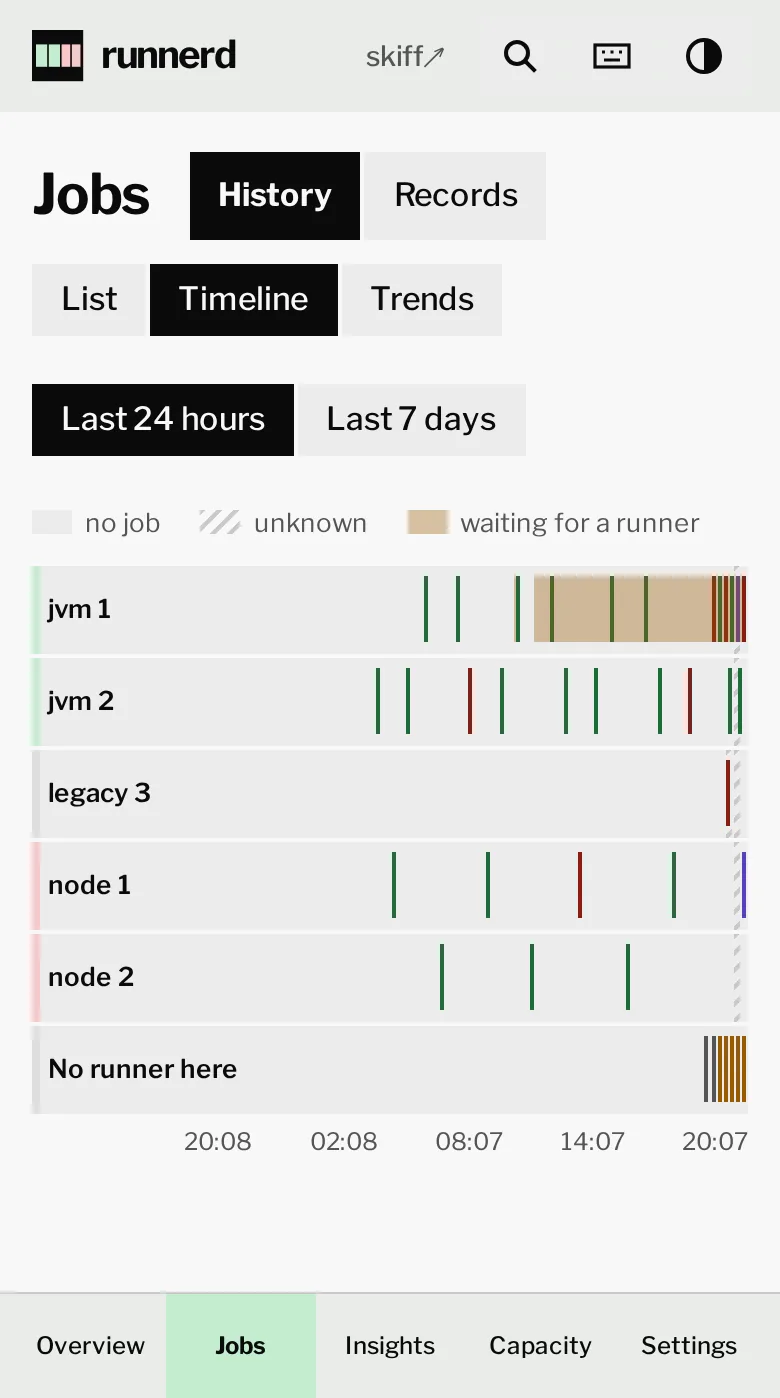 runnerd skiff↗
Jobs History Records
List Timeline Trends
Last 24 hours Last 7 days
no job unknown waiting for a runner
jvm 1
jvm 2
legacy 3
node 1
node 2
No runner here
20:08 02:08 08:07 14:07 20:07
Overview Jobs Insights Capacity Settings